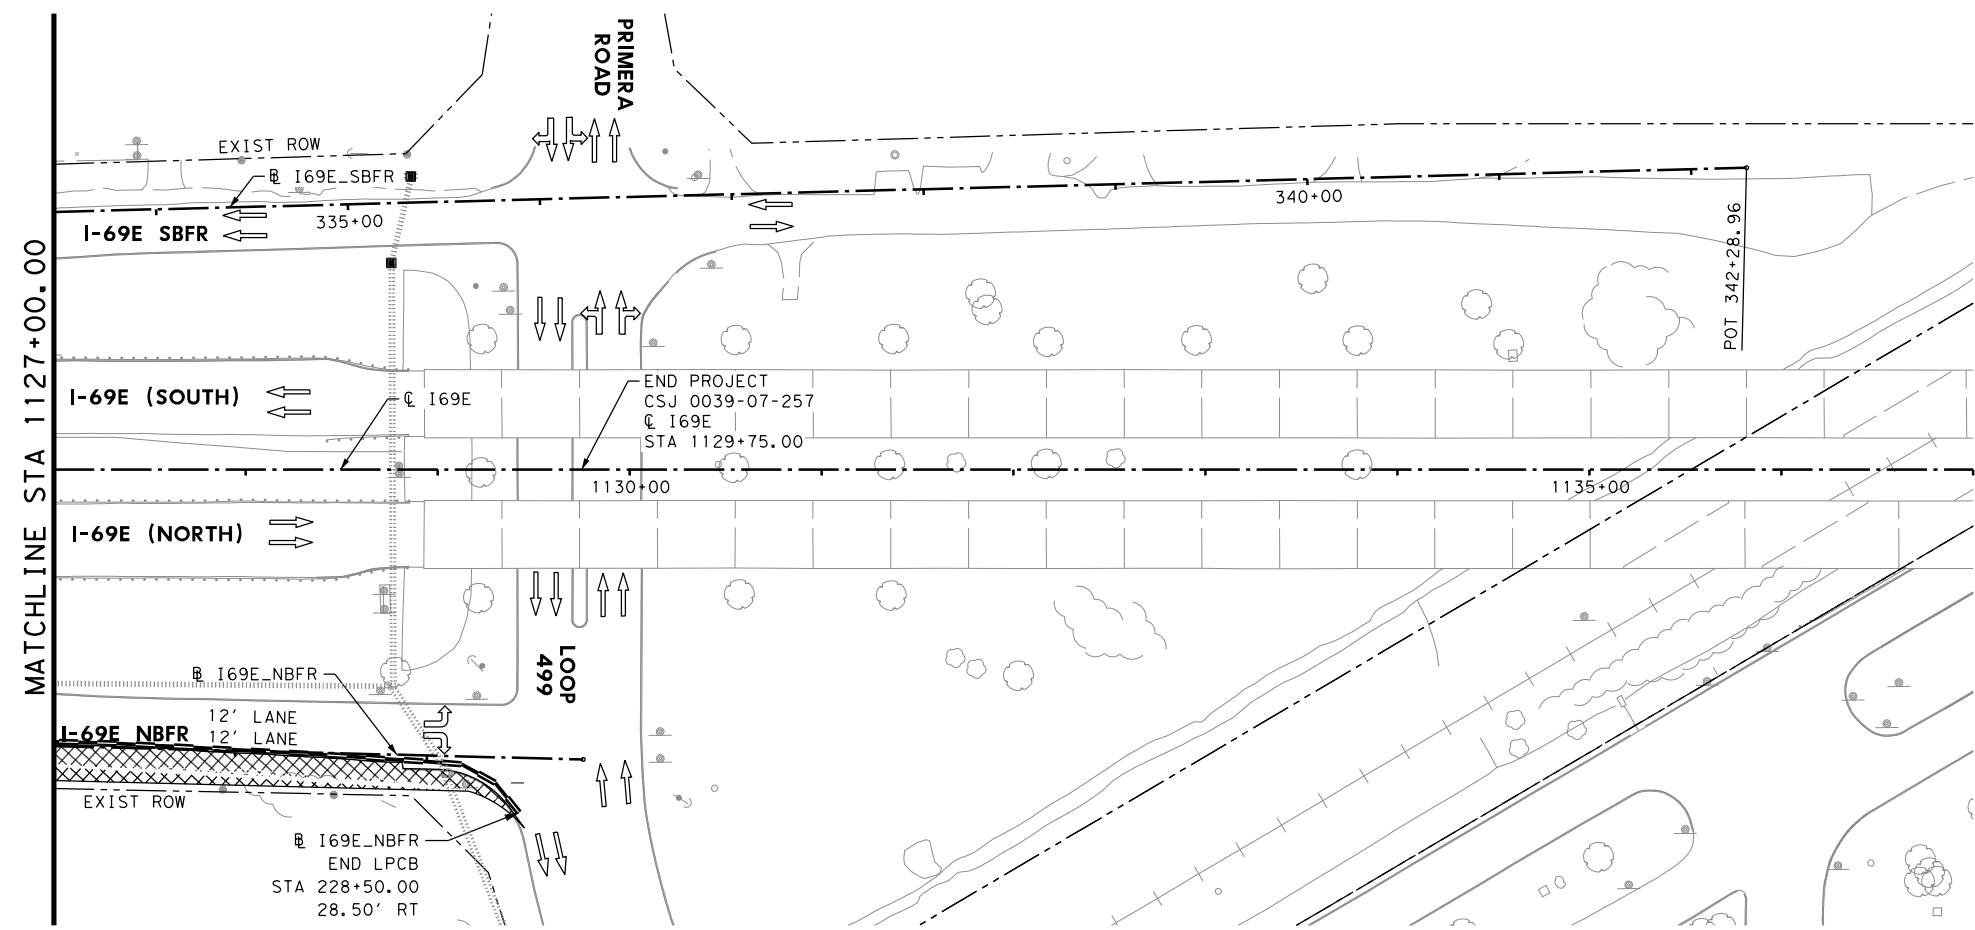 PRIMERA
ROAD
EXIST ROW
B I69E_SBFR
335+00
340+00
I-69E SBFR
POT 342+28.96
MATCHLINE STA 1127+00.00
I-69E (SOUTH)
℄ I69E
END PROJECT
CSJ 0039-07-257
℄ I69E
STA 1129+75.00
1130+00
1135+00
I-69E (NORTH)
LOOP
499
B I69E_NBFR
12' LANE
I-69E NBFR
12' LANE
EXIST ROW
B I69E_NBFR
END LPCB
STA 228+50.00
28.50' RT